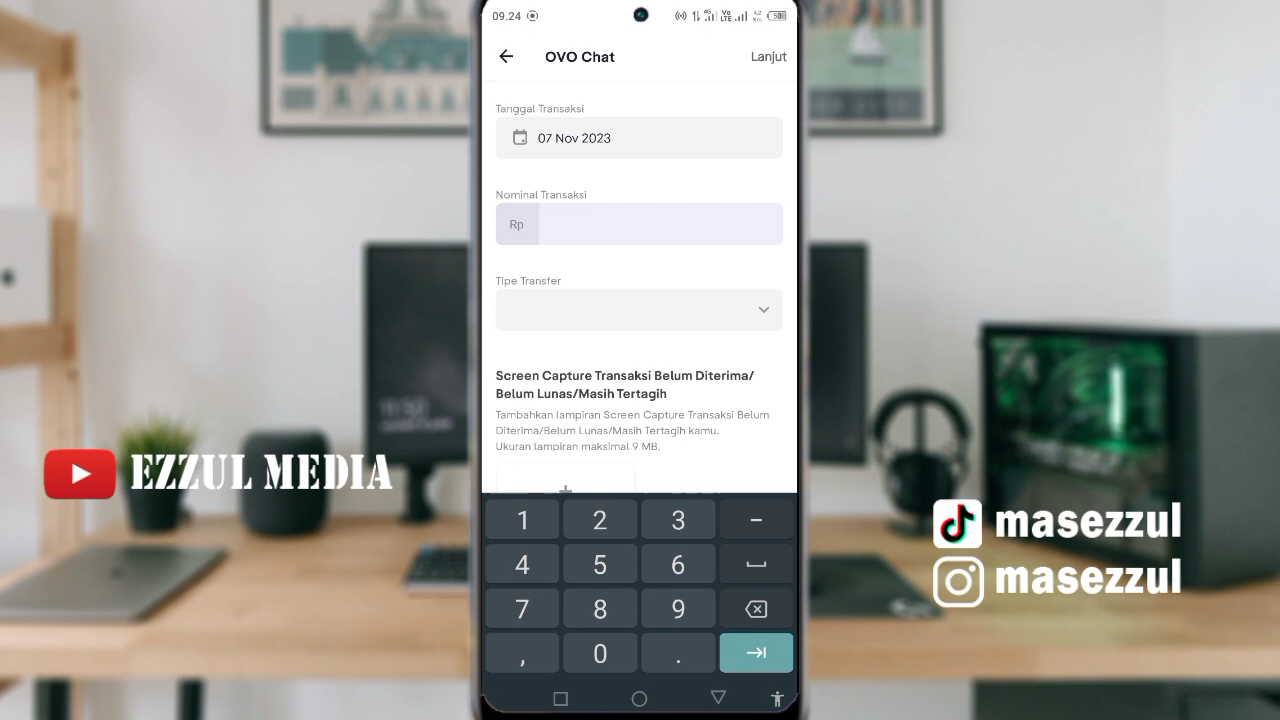 09.24
OVO Chat
Lanjut
Tanggal Transaksi
07 Nov 2023
Nominal Transaksi
Rp
Tipe Transfer
Screen Capture Transaksi Belum Diterima/
Belum Lunas/Masih Tertagih
Tambahkan lampiran Screen Capture Transaksi Belum
Diterima/Belum Lunas/Masih Tertagih kamu.
Ukuran lampiran maksimal 9 MB.
1 2 3 −
4 5 6
7 8 9
, 0 .
EZZUL MEDIA
masezzul
masezzul